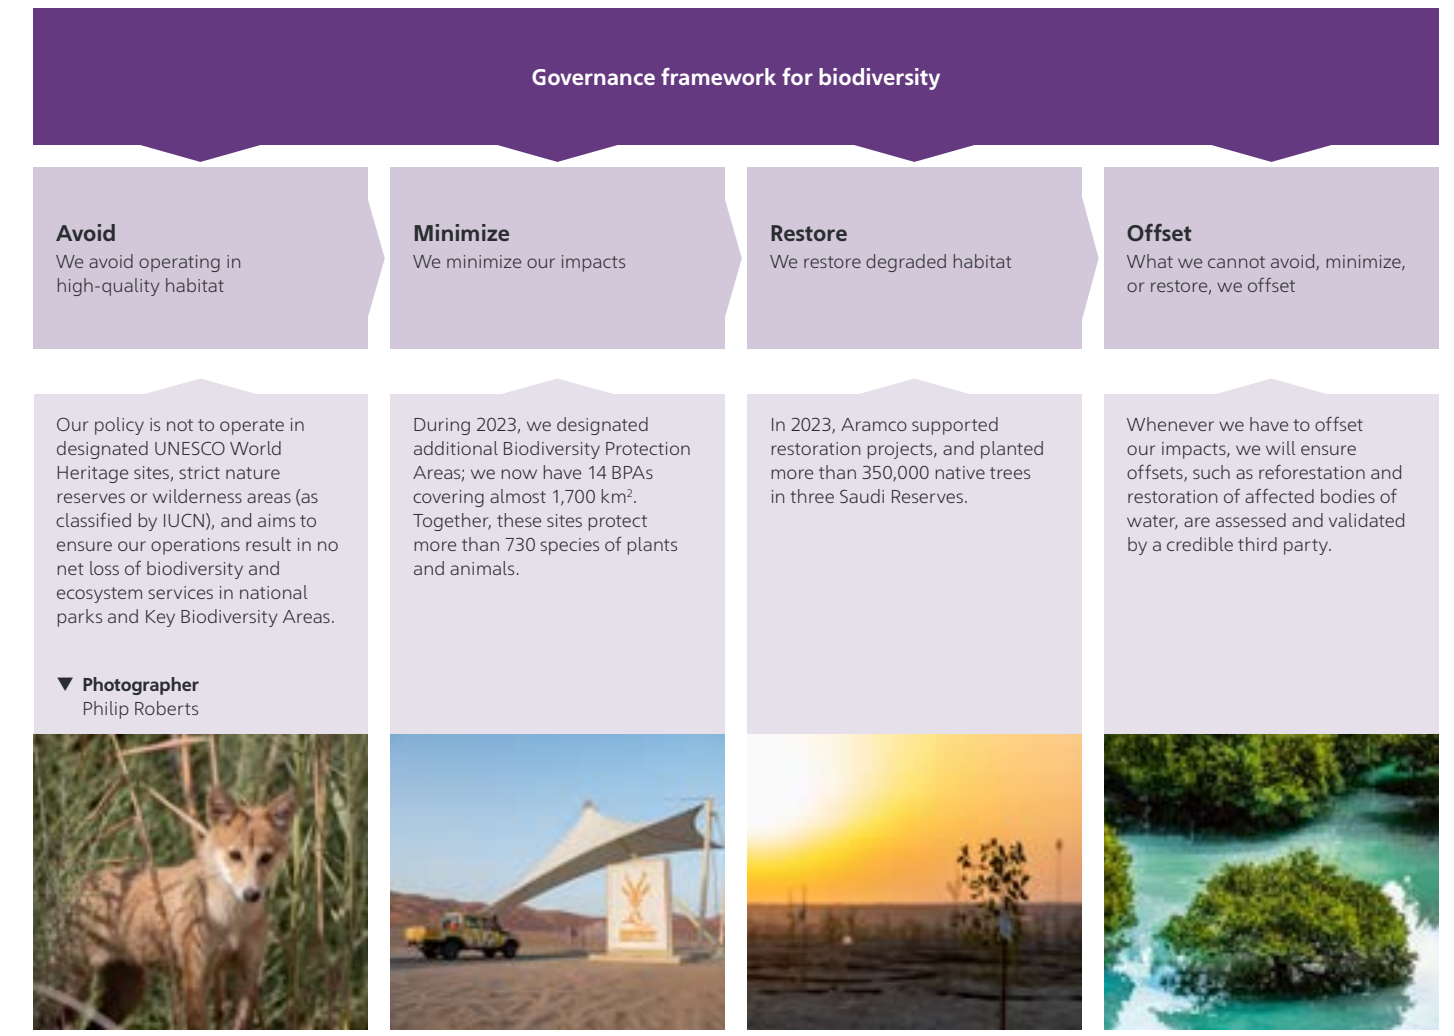 Governance framework for biodiversity
Avoid
We avoid operating in
high-quality habitat
Minimize
We minimize our impacts
Restore
We restore degraded habitat
Offset
What we cannot avoid, minimize,
or restore, we offset
Our policy is not to operate in
designated UNESCO World
Heritage sites, strict nature
reserves or wilderness areas (as
classified by IUCN), and aims to
ensure our operations result in no
net loss of biodiversity and
ecosystem services in national
parks and Key Biodiversity Areas.
▼ Photographer
Philip Roberts
During 2023, we designated
additional Biodiversity Protection
Areas; we now have 14 BPAs
covering almost 1,700 km².
Together, these sites protect
more than 730 species of plants
and animals.
In 2023, Aramco supported
restoration projects, and planted
more than 350,000 native trees
in three Saudi Reserves.
Whenever we have to offset
our impacts, we will ensure
offsets, such as reforestation and
restoration of affected bodies of
water, are assessed and validated
by a credible third party.